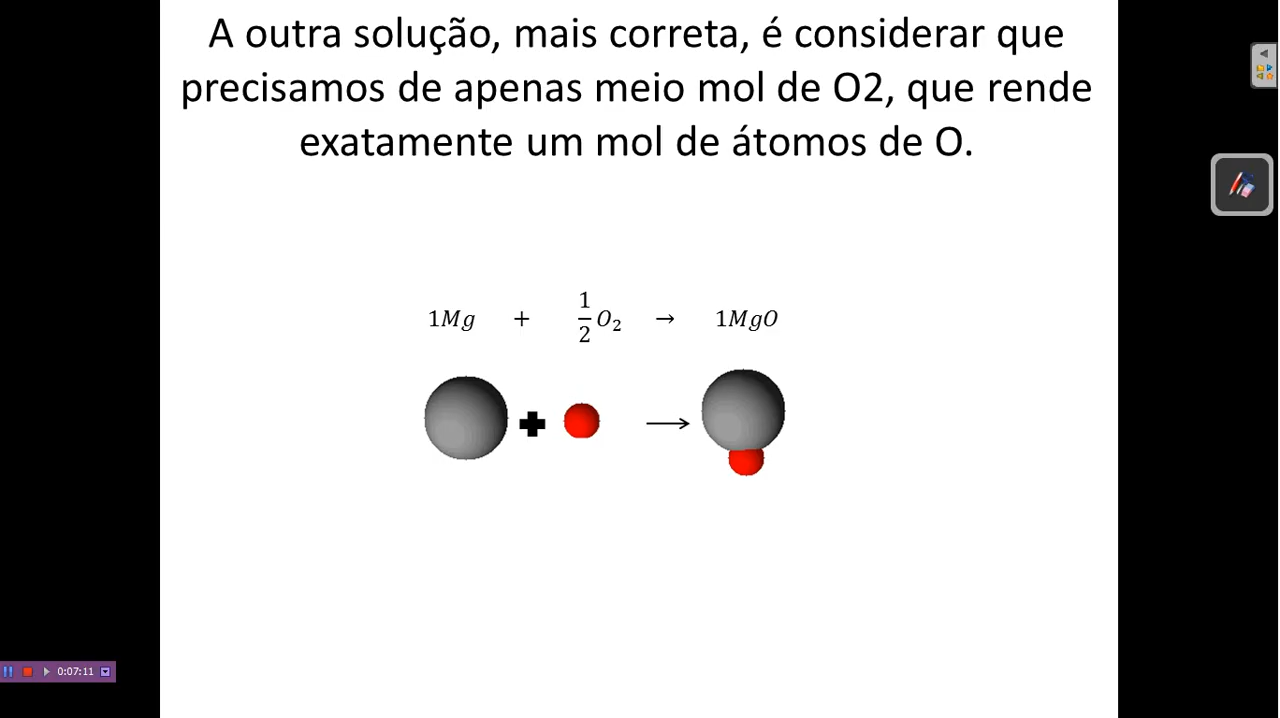 A outra solução, mais correta, é considerar que
precisamos de apenas meio mol de O2, que rende
exatamente um mol de átomos de O.
1Mg + 1/2 O₂ → 1MgO
0:07:11